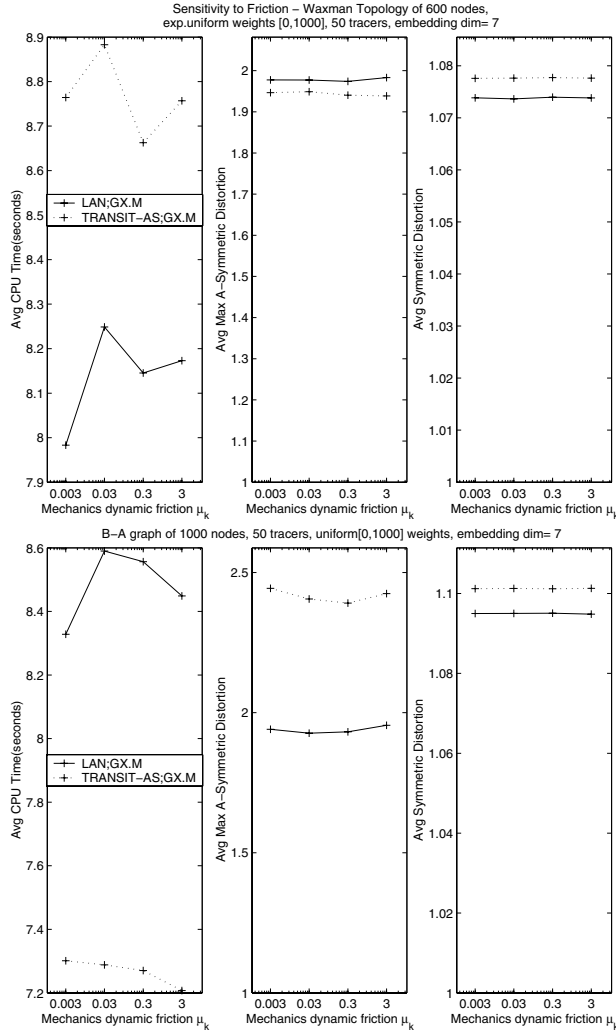 Sensitivity to Friction − Waxman Topology of 600 nodes,
exp.uniform weights [0,1000], 50 tracers, embedding dim= 7
Avg CPU Time(seconds)
8.9
8.8
8.7
8.6
8.5
8.4
8.3
8.2
8.1
8
7.9
LAN;GX.M
TRANSIT−AS;GX.M
0.003 0.03 0.3 3
Mechanics dynamic friction μk
Avg Max A−Symmetric Distortion
2
1.9
1.8
1.7
1.6
1.5
1.4
1.3
1.2
1.1
1
0.003 0.03 0.3 3
Mechanics dynamic friction μk
Avg Symmetric Distortion
1.08
1.07
1.06
1.05
1.04
1.03
1.02
1.01
1
0.003 0.03 0.3 3
Mechanics dynamic friction μk
B−A graph of 1000 nodes, 50 tracers, uniform[0,1000] weights, embedding dim= 7
Avg CPU Time(seconds)
8.6
8.4
8.2
8
7.8
7.6
7.4
7.2
LAN;GX.M
TRANSIT−AS;GX.M
0.003 0.03 0.3 3
Mechanics dynamic friction μk
Avg Max A−Symmetric Distortion
2.5
2
1.5
1
0.003 0.03 0.3 3
Mechanics dynamic friction μk
Avg Symmetric Distortion
1.1
1.08
1.06
1.04
1.02
1
0.003 0.03 0.3 3
Mechanics dynamic friction μk